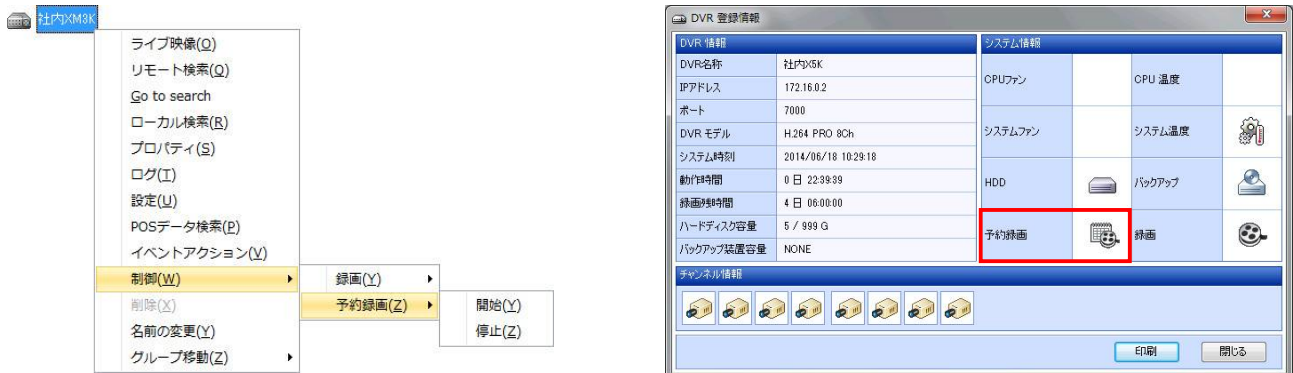 社内XM3K
ライブ映像(O)
リモート検索(Q)
Go to search
ローカル検索(R)
プロパティ(S)
ログ(T)
設定(U)
POSデータ検索(P)
イベントアクション(V)
制御(W)
録画(Y)
削除(X)
予約録画(Z)
開始(Y)
名前の変更(Y)
停止(Z)
グループ移動(Z)
DVR 登録情報
DVR 情報
DVR名称 社内X5K
IPアドレス 172.16.0.2
ポート 7000
DVR モデル H.264 PRO 8Ch
システム時刻 2014/06/18 10:29:18
動作時間 0 日 22:39:39
録画残時間 4 日 06:00:00
ハードディスク容量 5 / 999 G
バックアップ装置容量 NONE
システム情報
CPUファン CPU 温度
システムファン システム温度
HDD バックアップ
予約録画 録画
チャンネル情報
印刷 閉じる